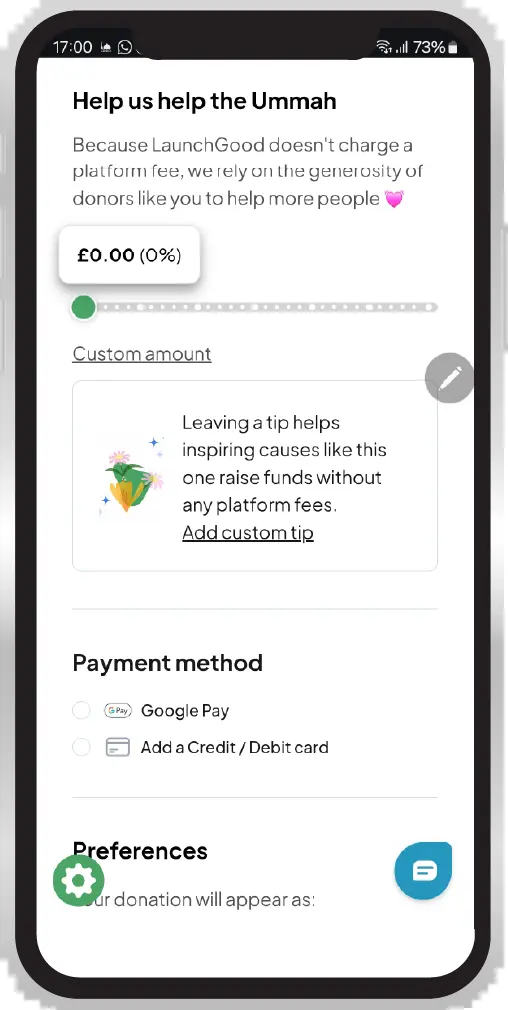 17:00
73%
Help us help the Ummah
Because LaunchGood doesn't charge a
platform fee, we rely on the generosity of
donors like you to help more people 💓
£0.00 (0%)
Custom amount
Leaving a tip helps
inspiring causes like this
one raise funds without
any platform fees.
Add custom tip
Payment method
G Pay Google Pay
Add a Credit / Debit card
Preferences
our donation will appear as: